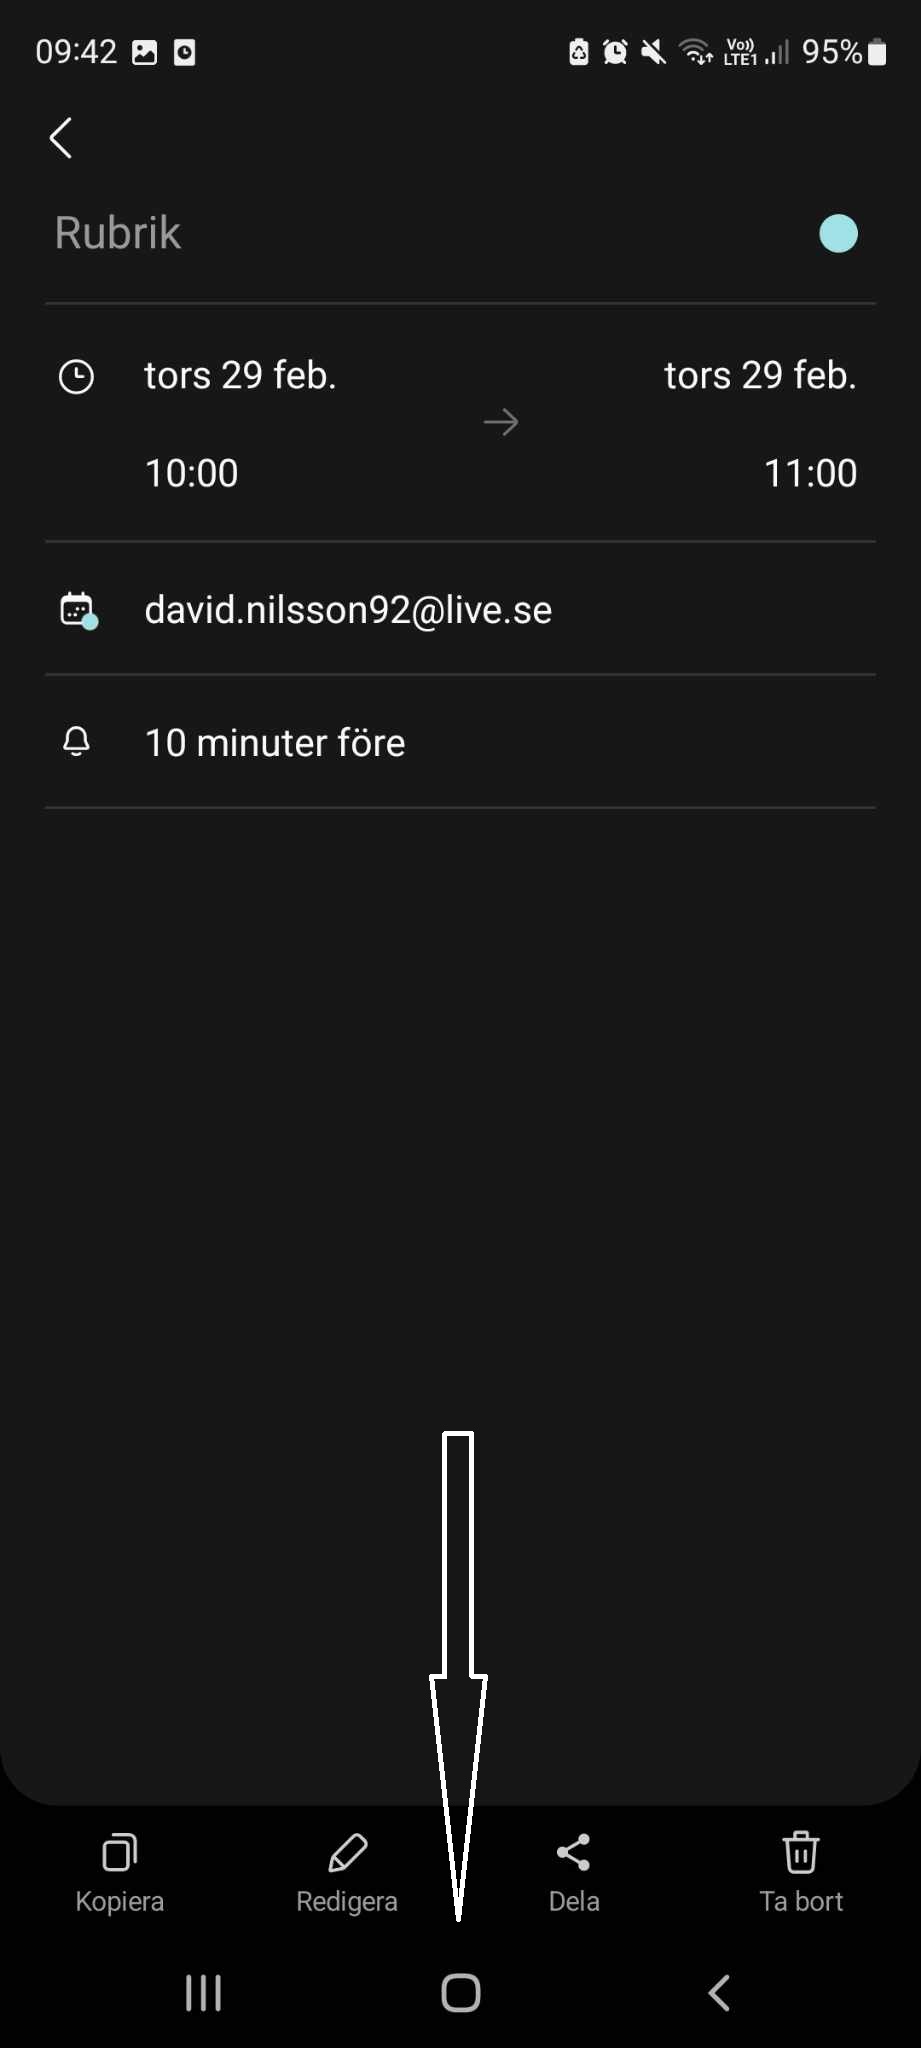 09:42 Vo) LTE1 95%
Rubrik
tors 29 feb. tors 29 feb.
10:00 11:00
david.nilsson92@live.se
10 minuter före
Kopiera Redigera Dela Ta bort